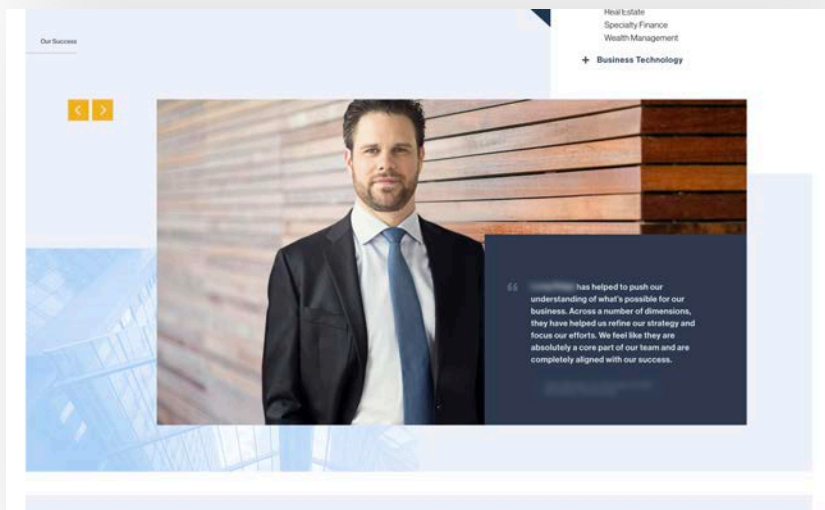 Real Estate
Specialty Finance
Wealth Management
Our Success
+ Business Technology
“ has helped to push our
understanding of what's possible for our
business. Across a number of dimensions,
they have helped us refine our strategy and
focus our efforts. We feel like they are
absolutely a core part of our team and are
completely aligned with our success.